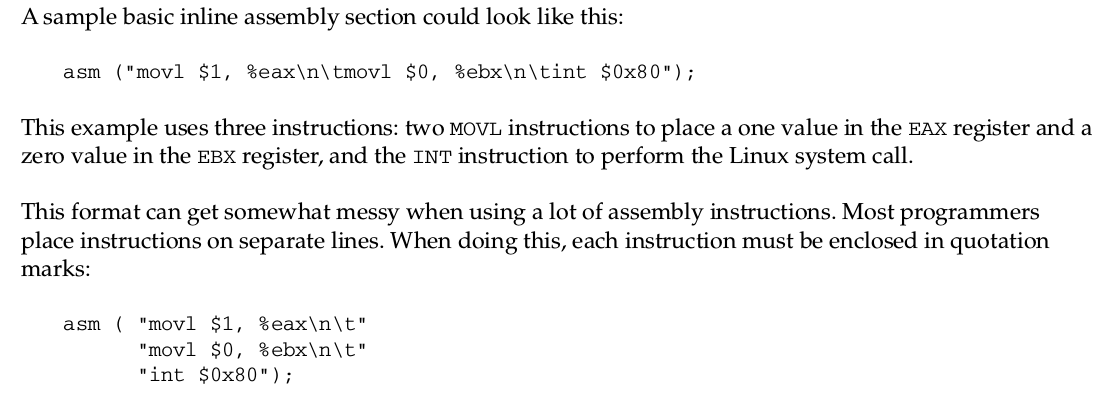 A sample basic inline assembly section could look like this:
asm ("movl $1, %eax\n\tmovl $0, %ebx\n\tint $0x80");
This example uses three instructions: two MOVL instructions to place a one value in the EAX register and a
zero value in the EBX register, and the INT instruction to perform the Linux system call.
This format can get somewhat messy when using a lot of assembly instructions. Most programmers
place instructions on separate lines. When doing this, each instruction must be enclosed in quotation
marks:
asm ( "movl $1, %eax\n\t"
"movl $0, %ebx\n\t"
"int $0x80");